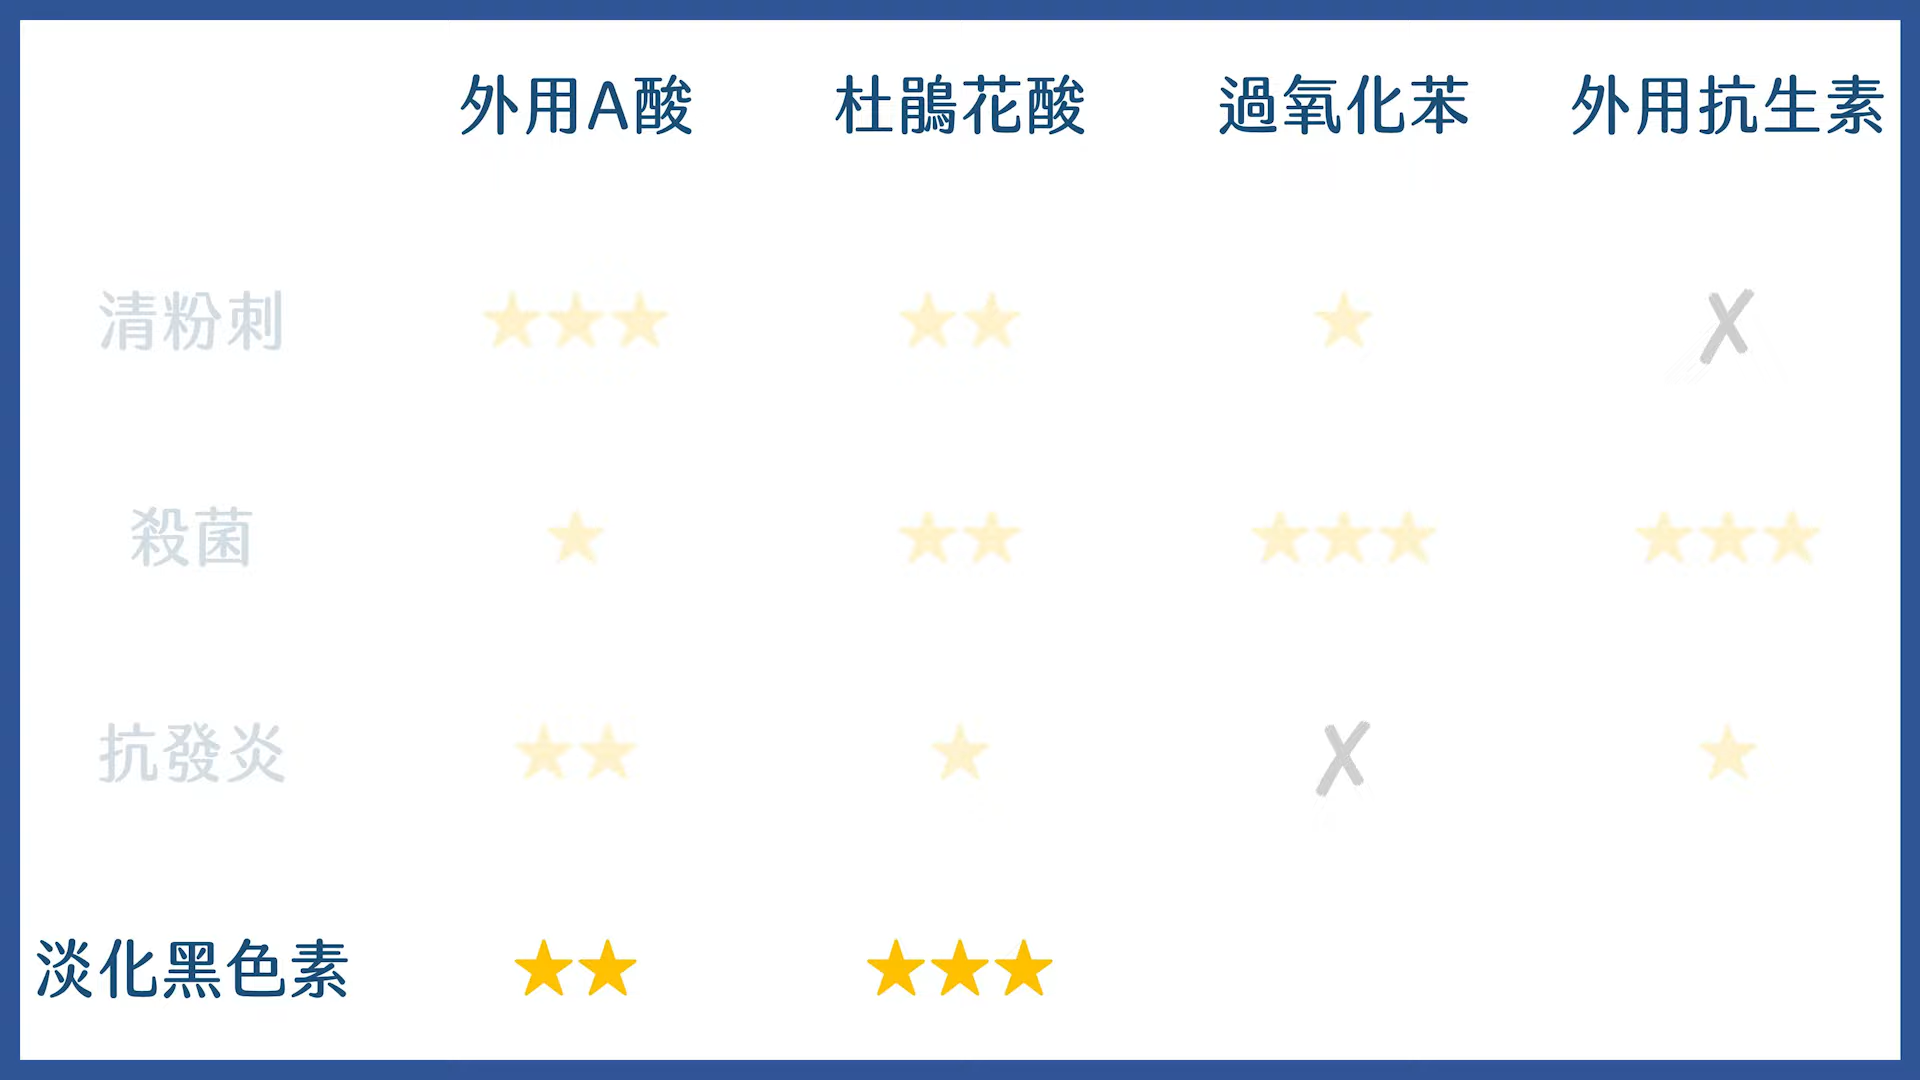 外用A酸 杜鵑花酸 過氧化苯 外用抗生素
清粉刺 ★★★ ★★ ★ ✗
殺菌 ★ ★★ ★★★ ★★★
抗發炎 ★★ ★ ✗ ★
淡化黑色素 ★★ ★★★